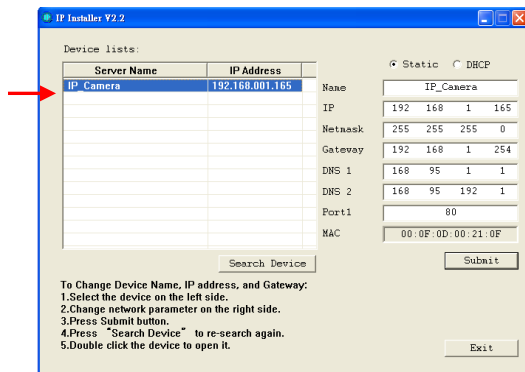 IP Installer V2.2
Device lists:
Server Name IP Address
IP_Camera 192.168.001.165
Search Device
To Change Device Name, IP address, and Gateway:
1.Select the device on the left side.
2.Change network parameter on the right side.
3.Press Submit button.
4.Press “Search Device” to re-search again.
5.Double click the device to open it.
Static DHCP
Name IP_Camera
IP 192 168 1 165
Netmask 255 255 255 0
Gateway 192 168 1 254
DNS 1 168 95 1 1
DNS 2 168 95 192 1
Port1 80
MAC 00:0F:0D:00:21:0F
Submit
Exit